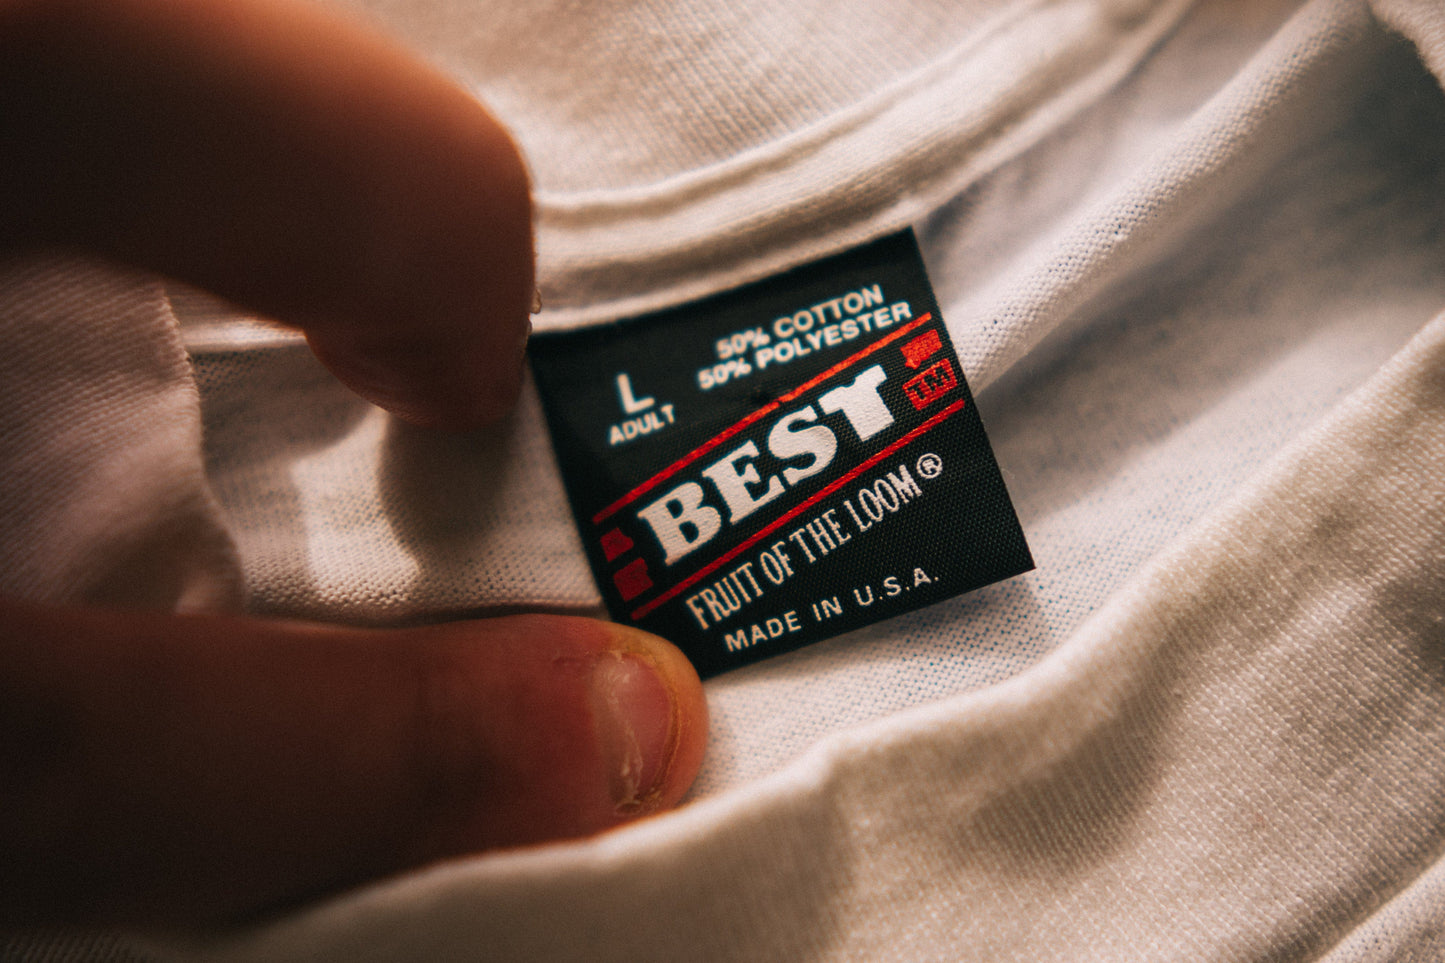 50% COTTON
50% POLYESTER
L
ADULT
BEST
TM
FRUIT OF THE LOOM®
MADE IN U.S.A.